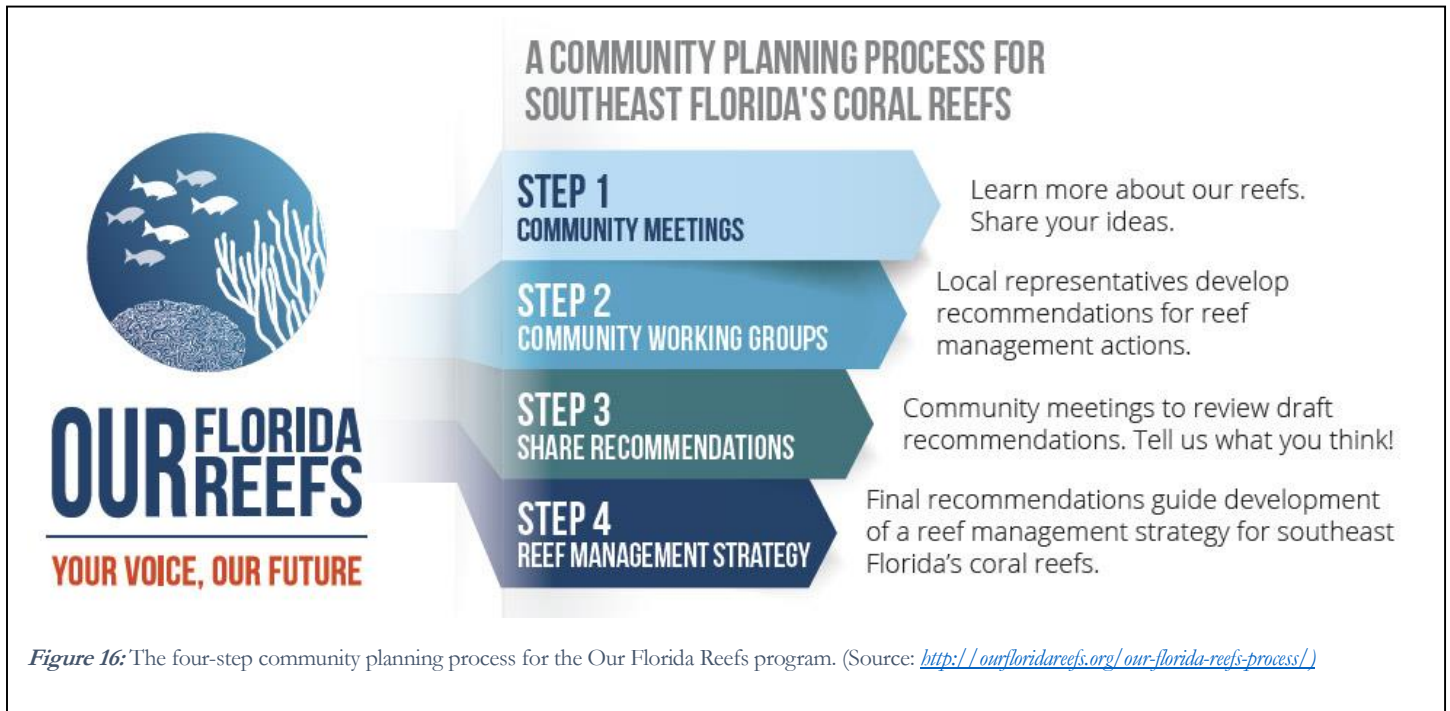 A COMMUNITY PLANNING PROCESS FOR
SOUTHEAST FLORIDA'S CORAL REEFS
STEP 1
COMMUNITY MEETINGS
Learn more about our reefs.
Share your ideas.
STEP 2
COMMUNITY WORKING GROUPS
Local representatives develop
recommendations for reef
management actions.
STEP 3
SHARE RECOMMENDATIONS
Community meetings to review draft
recommendations. Tell us what you think!
STEP 4
REEF MANAGEMENT STRATEGY
Final recommendations guide development
of a reef management strategy for southeast
Florida’s coral reefs.
OUR FLORIDA
REEFS
YOUR VOICE, OUR FUTURE
Figure 16: The four-step community planning process for the Our Florida Reefs program. (Source: http://ourfloridareefs.org/our-florida-reefs-process/)